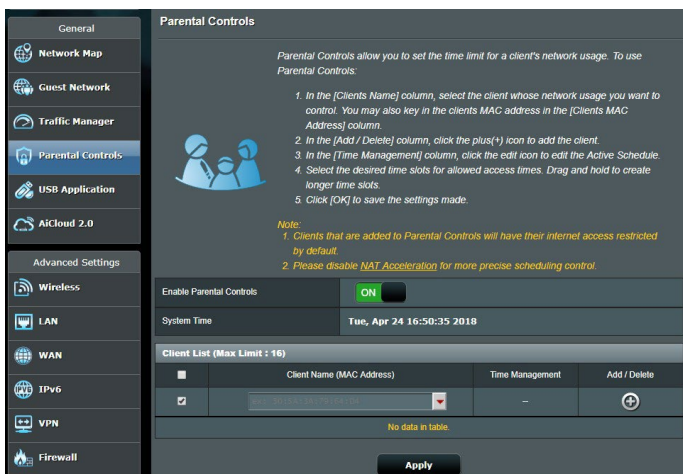 General
Network Map
Guest Network
Traffic Manager
Parental Controls
USB Application
AiCloud 2.0
Advanced Settings
Wireless
LAN
WAN
IPv6
VPN
Firewall
Parental Controls
Parental Controls allow you to set the time limit for a client's network usage. To use
Parental Controls:
1. In the [Clients Name] column, select the client whose network usage you want to
control. You may also key in the clients MAC address in the [Clients MAC
Address] column.
2. In the [Add / Delete] column, click the plus(+) icon to add the client.
3. In the [Time Management] column, click the edit icon to edit the Active Schedule.
4. Select the desired time slots for allowed access times. Drag and hold to create
longer time slots.
5. Click [OK] to save the settings made.
Note:
1. Clients that are added to Parental Controls will have their internet access restricted
by default.
2. Please disable NAT Acceleration for more precise scheduling control.
Enable Parental Controls ON
System Time Tue, Apr 24 16:50:35 2018
Client List (Max Limit : 16)
Client Name (MAC Address) Time Management Add / Delete
–
No data in table.
Apply